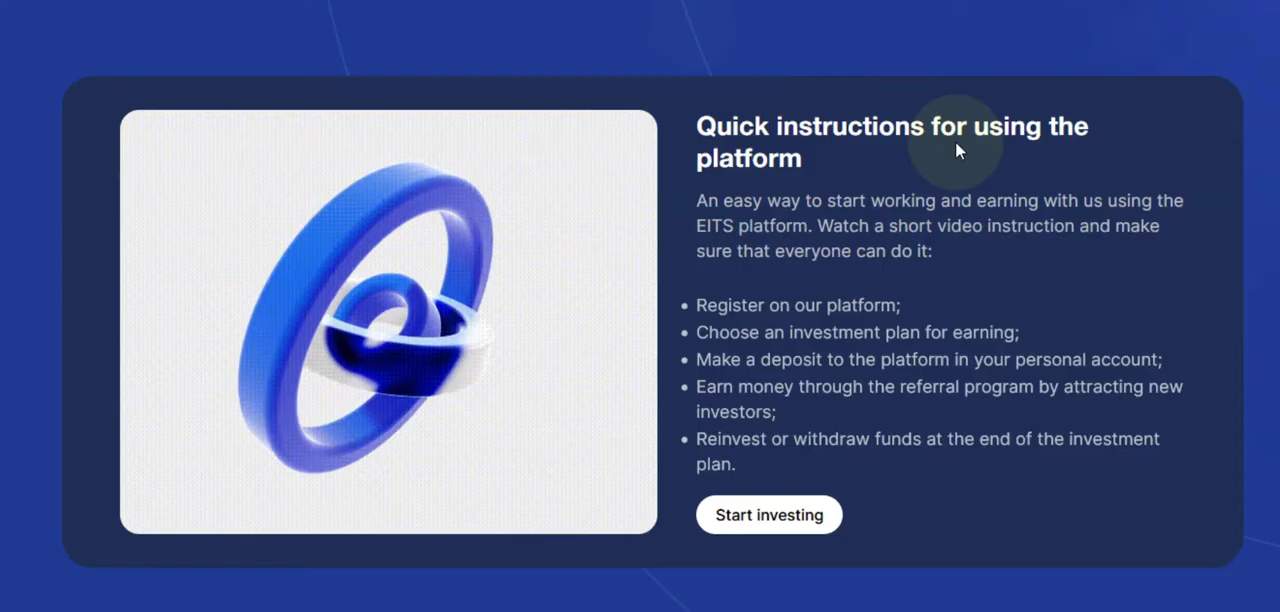 Quick instructions for using the
platform
An easy way to start working and earning with us using the
EITS platform. Watch a short video instruction and make
sure that everyone can do it:
• Register on our platform;
• Choose an investment plan for earning;
• Make a deposit to the platform in your personal account;
• Earn money through the referral program by attracting new
investors;
• Reinvest or withdraw funds at the end of the investment
plan.
Start investing